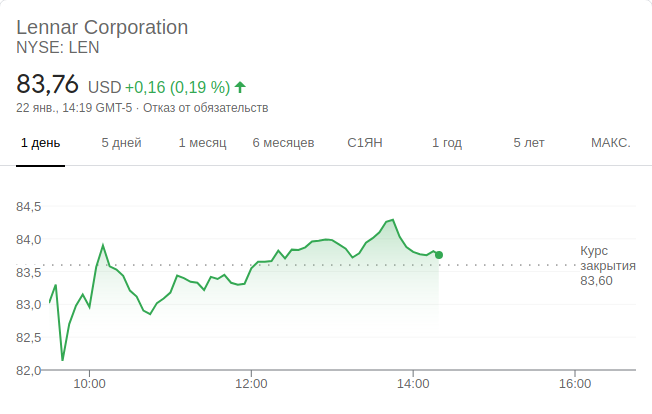 Lennar Corporation
NYSE: LEN
83,76 USD +0,16 (0,19 %)
22 янв., 14:19 GMT-5 · Отказ от обязательств
1 день 5 дней 1 месяц 6 месяцев С1ЯН 1 год 5 лет МАКС.
84,5
84,0
83,5
83,0
82,5
82,0
Курс
закрытия
83,60
10:00 12:00 14:00 16:00